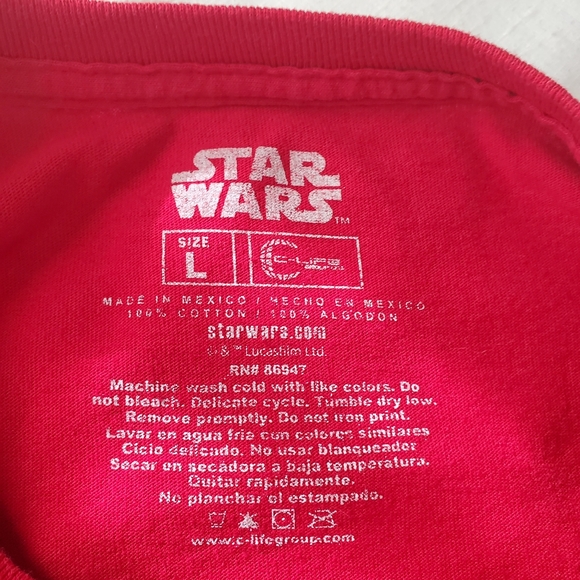 STAR
WARS™
SIZE
L
C-LIFE
GROUP LTD.
MADE IN MEXICO / HECHO EN MEXICO
100% COTTON / 100% ALGODON
starwars.com
© & ™ Lucasfilm Ltd.
RN# 86947
Machine wash cold with like colors. Do
not bleach. Delicate cycle. Tumble dry low.
Remove promptly. Do not iron print.
Lavar en agua fria con colores similares
Ciclo delicado. No usar blanqueador
Secar en secadora a baja temperatura.
Quitar rapidamente.
No planchar el estampado.
www.c-lifegroup.com